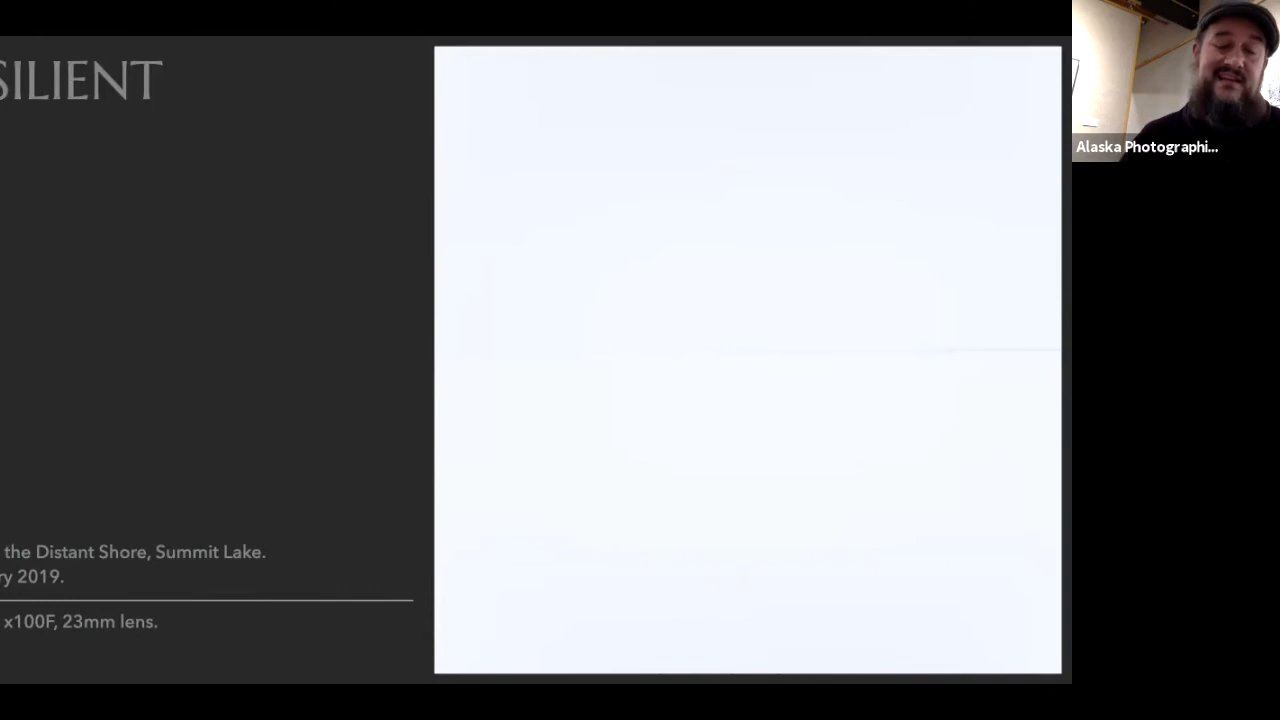 SILIENT
Alaska Photographi...
the Distant Shore, Summit Lake.
ry 2019.
x100F, 23mm lens.